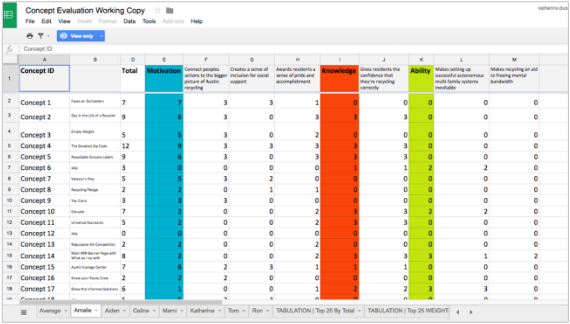 Concept Evaluation Working Copy
katherine.dua
File Edit View Insert Format Data Tools Add-ons Help
View only
fx Concept ID
A B D E F G H I J K L M
1 Concept ID Total Motivation Connect peoples actions to the bigger picture of Austin recycling Creates a sense of inclusion for social support Awards residents a sense of pride and accomplishment Knowledge Gives residents the confidence that they're recycling correctly Ability Makes setting up successful autonomous multi-family systems inevitable Makes recycling an aid to freeing mental bandwidth
2 Concept 1 Faces on Dumpsters 7 7 3 3 1 0 0 0 0 0
3 Concept 2 Day in the Life of a Recycler 9 6 3 0 3 3 3 0 0 0
4 Concept 3 Empty Weight 5 5 3 0 2 0 0 0 0 0
5 Concept 4 The Greatest Zip Code 12 9 3 3 3 3 3 0 0 0
6 Concept 5 Recyclable Grocery Labels 9 6 3 0 3 3 3 0 0 0
7 Concept 6 skip 3 0 0 0 0 1 1 2 2 0
8 Concept 7 5 5 3 2 0 0 0 0 0 0
9 Concept 8 Recycling Pledge 2 2 0 1 1 0 0 0 0 0
10 Concept 9 You Carry 3 3 3 0 0 0 0 0 0 0
11 Concept 10 Educate 7 2 0 0 2 3 3 2 2 0
12 Concept 11 Universal Standards 5 2 0 0 2 3 3 0 0 0
13 Concept 12 skip 0 0 0 0 0 0 0 0 0 0
14 Concept 13 Repurpose Art Competition 2 2 0 0 2 0 0 0 0 0
15 Concept 14 Banner Page with What do I do with 8 2 0 0 2 3 3 3 1 2
16 Concept 15 Austin Ecology Center 7 6 2 3 1 1 1 0 0 0
17 Concept 16 Know your Route Crew 2 2 2 0 0 0 0 0 0 0
18 Concept 17 Show the Informed Solutions 6 1 0 0 1 2 2 3 3 0
Average Amalie Aiden Celine Marni Katherine Tom Ron TABULATION | Top 25 By Total TABULATION | Top 25 WEIGHT